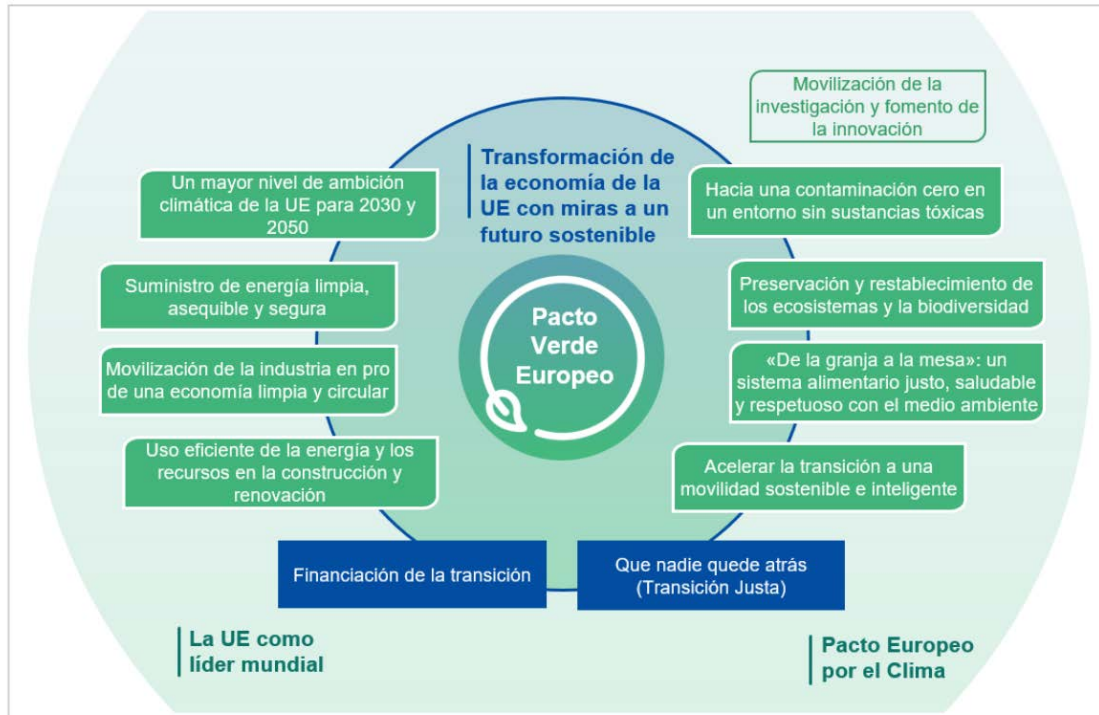 Movilización de la
investigación y fomento de
la innovación
Transformación de
la economía de la
UE con miras a un
futuro sostenible
Un mayor nivel de ambición
climática de la UE para 2030 y
2050
Hacia una contaminación cero en
un entorno sin sustancias tóxicas
Suministro de energía limpia,
asequible y segura
Preservación y restablecimiento de
los ecosistemas y la biodiversidad
Pacto
Verde
Europeo
Movilización de la industria en pro
de una economía limpia y circular
«De la granja a la mesa»: un
sistema alimentario justo, saludable
y respetuoso con el medio ambiente
Uso eficiente de la energía y los
recursos en la construcción y
renovación
Acelerar la transición a una
movilidad sostenible e inteligente
Financiación de la transición
Que nadie quede atrás
(Transición Justa)
La UE como
líder mundial
Pacto Europeo
por el Clima